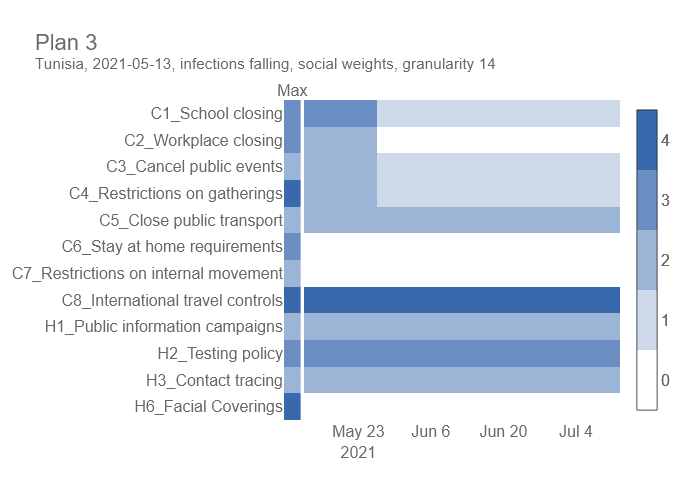 Plan 3
Tunisia, 2021-05-13, infections falling, social weights, granularity 14
Max
C1_School closing
C2_Workplace closing
C3_Cancel public events
C4_Restrictions on gatherings
C5_Close public transport
C6_Stay at home requirements
C7_Restrictions on internal movement
C8_International travel controls
H1_Public information campaigns
H2_Testing policy
H3_Contact tracing
H6_Facial Coverings
May 23 Jun 6 Jun 20 Jul 4
2021
4
3
2
1
0